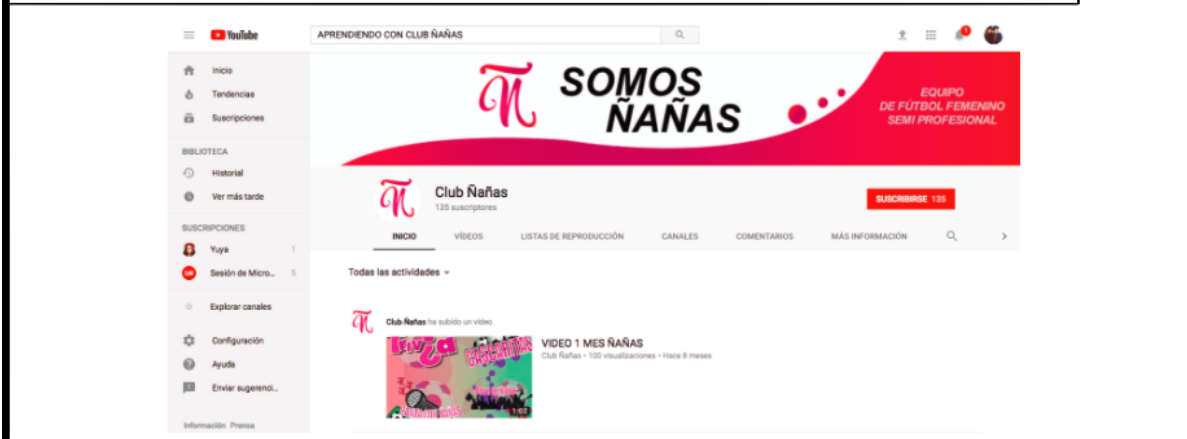 YouTube
APRENDIENDO CON CLUB ÑAÑAS
Inicio
Tendencias
Suscripciones
BIBLIOTECA
Historial
Ver más tarde
SUSCRIPCIONES
Yuya 1
Sesión de Micro... 5
Explorar canales
Configuración
Ayuda
Enviar sugerenci...
Información Prensa
Ñ SOMOS
ÑAÑAS
EQUIPO
DE FÚTBOL FEMENINO
SEMI PROFESIONAL
Ñ
Club Ñañas
135 suscriptores
SUSCRIBIRSE 135
INICIO VÍDEOS LISTAS DE REPRODUCCIÓN CANALES COMENTARIOS MÁS INFORMACIÓN
Todas las actividades
Club Ñañas ha subido un vídeo
CASCARITAS
1:02
VIDEO 1 MES ÑAÑAS
Club Ñañas • 100 visualizaciones • Hace 8 meses